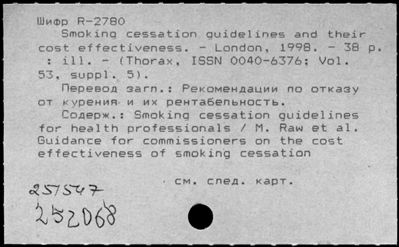 Шифр R-2780
Smoking cessation guidelines and their
cost effectiveness. - London, 1998. - 38 p.
: ill. - (Thorax, ISSN 0040-6376; Vol.
53, suppl. 5).
Перевод загл.: Рекомендации по отказу
от курения и их рентабельность.
Содерж.: Smoking cessation guidelines
for health professionals / M. Raw et al.
Guidance for commissioners on the cost
effectiveness of smoking cessation
см. след. карт.
251547
252068